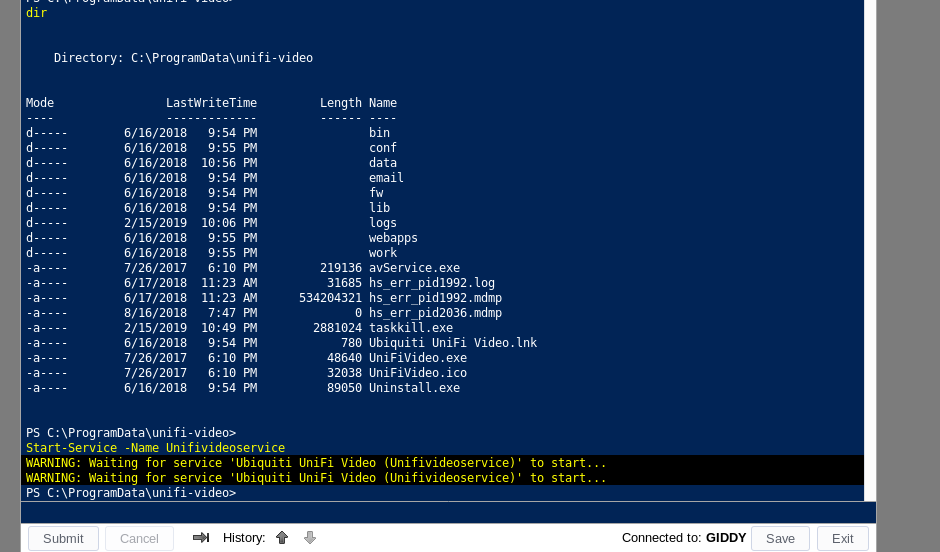 PS C:\ProgramData\unifi-video>
dir
Directory: C:\ProgramData\unifi-video
Mode LastWriteTime Length Name
---- ------------- ------ ----
d----- 6/16/2018 9:54 PM bin
d----- 6/16/2018 9:55 PM conf
d----- 6/16/2018 10:56 PM data
d----- 6/16/2018 9:54 PM email
d----- 6/16/2018 9:54 PM fw
d----- 6/16/2018 9:54 PM lib
d----- 2/15/2019 10:06 PM logs
d----- 6/16/2018 9:55 PM webapps
d----- 6/16/2018 9:55 PM work
-a---- 7/26/2017 6:10 PM 219136 avService.exe
-a---- 6/17/2018 11:23 AM 31685 hs_err_pid1992.log
-a---- 6/17/2018 11:23 AM 534204321 hs_err_pid1992.mdmp
-a---- 8/16/2018 7:47 PM 0 hs_err_pid2036.mdmp
-a---- 2/15/2019 10:49 PM 2881024 taskkill.exe
-a---- 6/16/2018 9:54 PM 780 Ubiquiti UniFi Video.lnk
-a---- 7/26/2017 6:10 PM 48640 UniFiVideo.exe
-a---- 7/26/2017 6:10 PM 32038 UniFiVideo.ico
-a---- 6/16/2018 9:54 PM 89050 Uninstall.exe
PS C:\ProgramData\unifi-video>
Start-Service -Name Unifivideoservice
WARNING: Waiting for service 'Ubiquiti UniFi Video (Unifivideoservice)' to start...
WARNING: Waiting for service 'Ubiquiti UniFi Video (Unifivideoservice)' to start...
PS C:\ProgramData\unifi-video>
Submit Cancel History: Connected to: GIDDY Save Exit